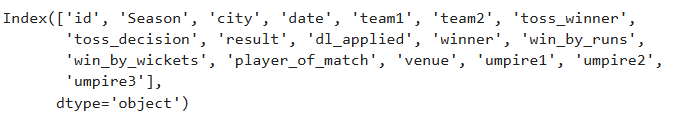 Index(['id', 'Season', 'city', 'date', 'team1', 'team2', 'toss_winner',
'toss_decision', 'result', 'dl_applied', 'winner', 'win_by_runs',
'win_by_wickets', 'player_of_match', 'venue', 'umpire1', 'umpire2',
'umpire3'],
dtype='object')